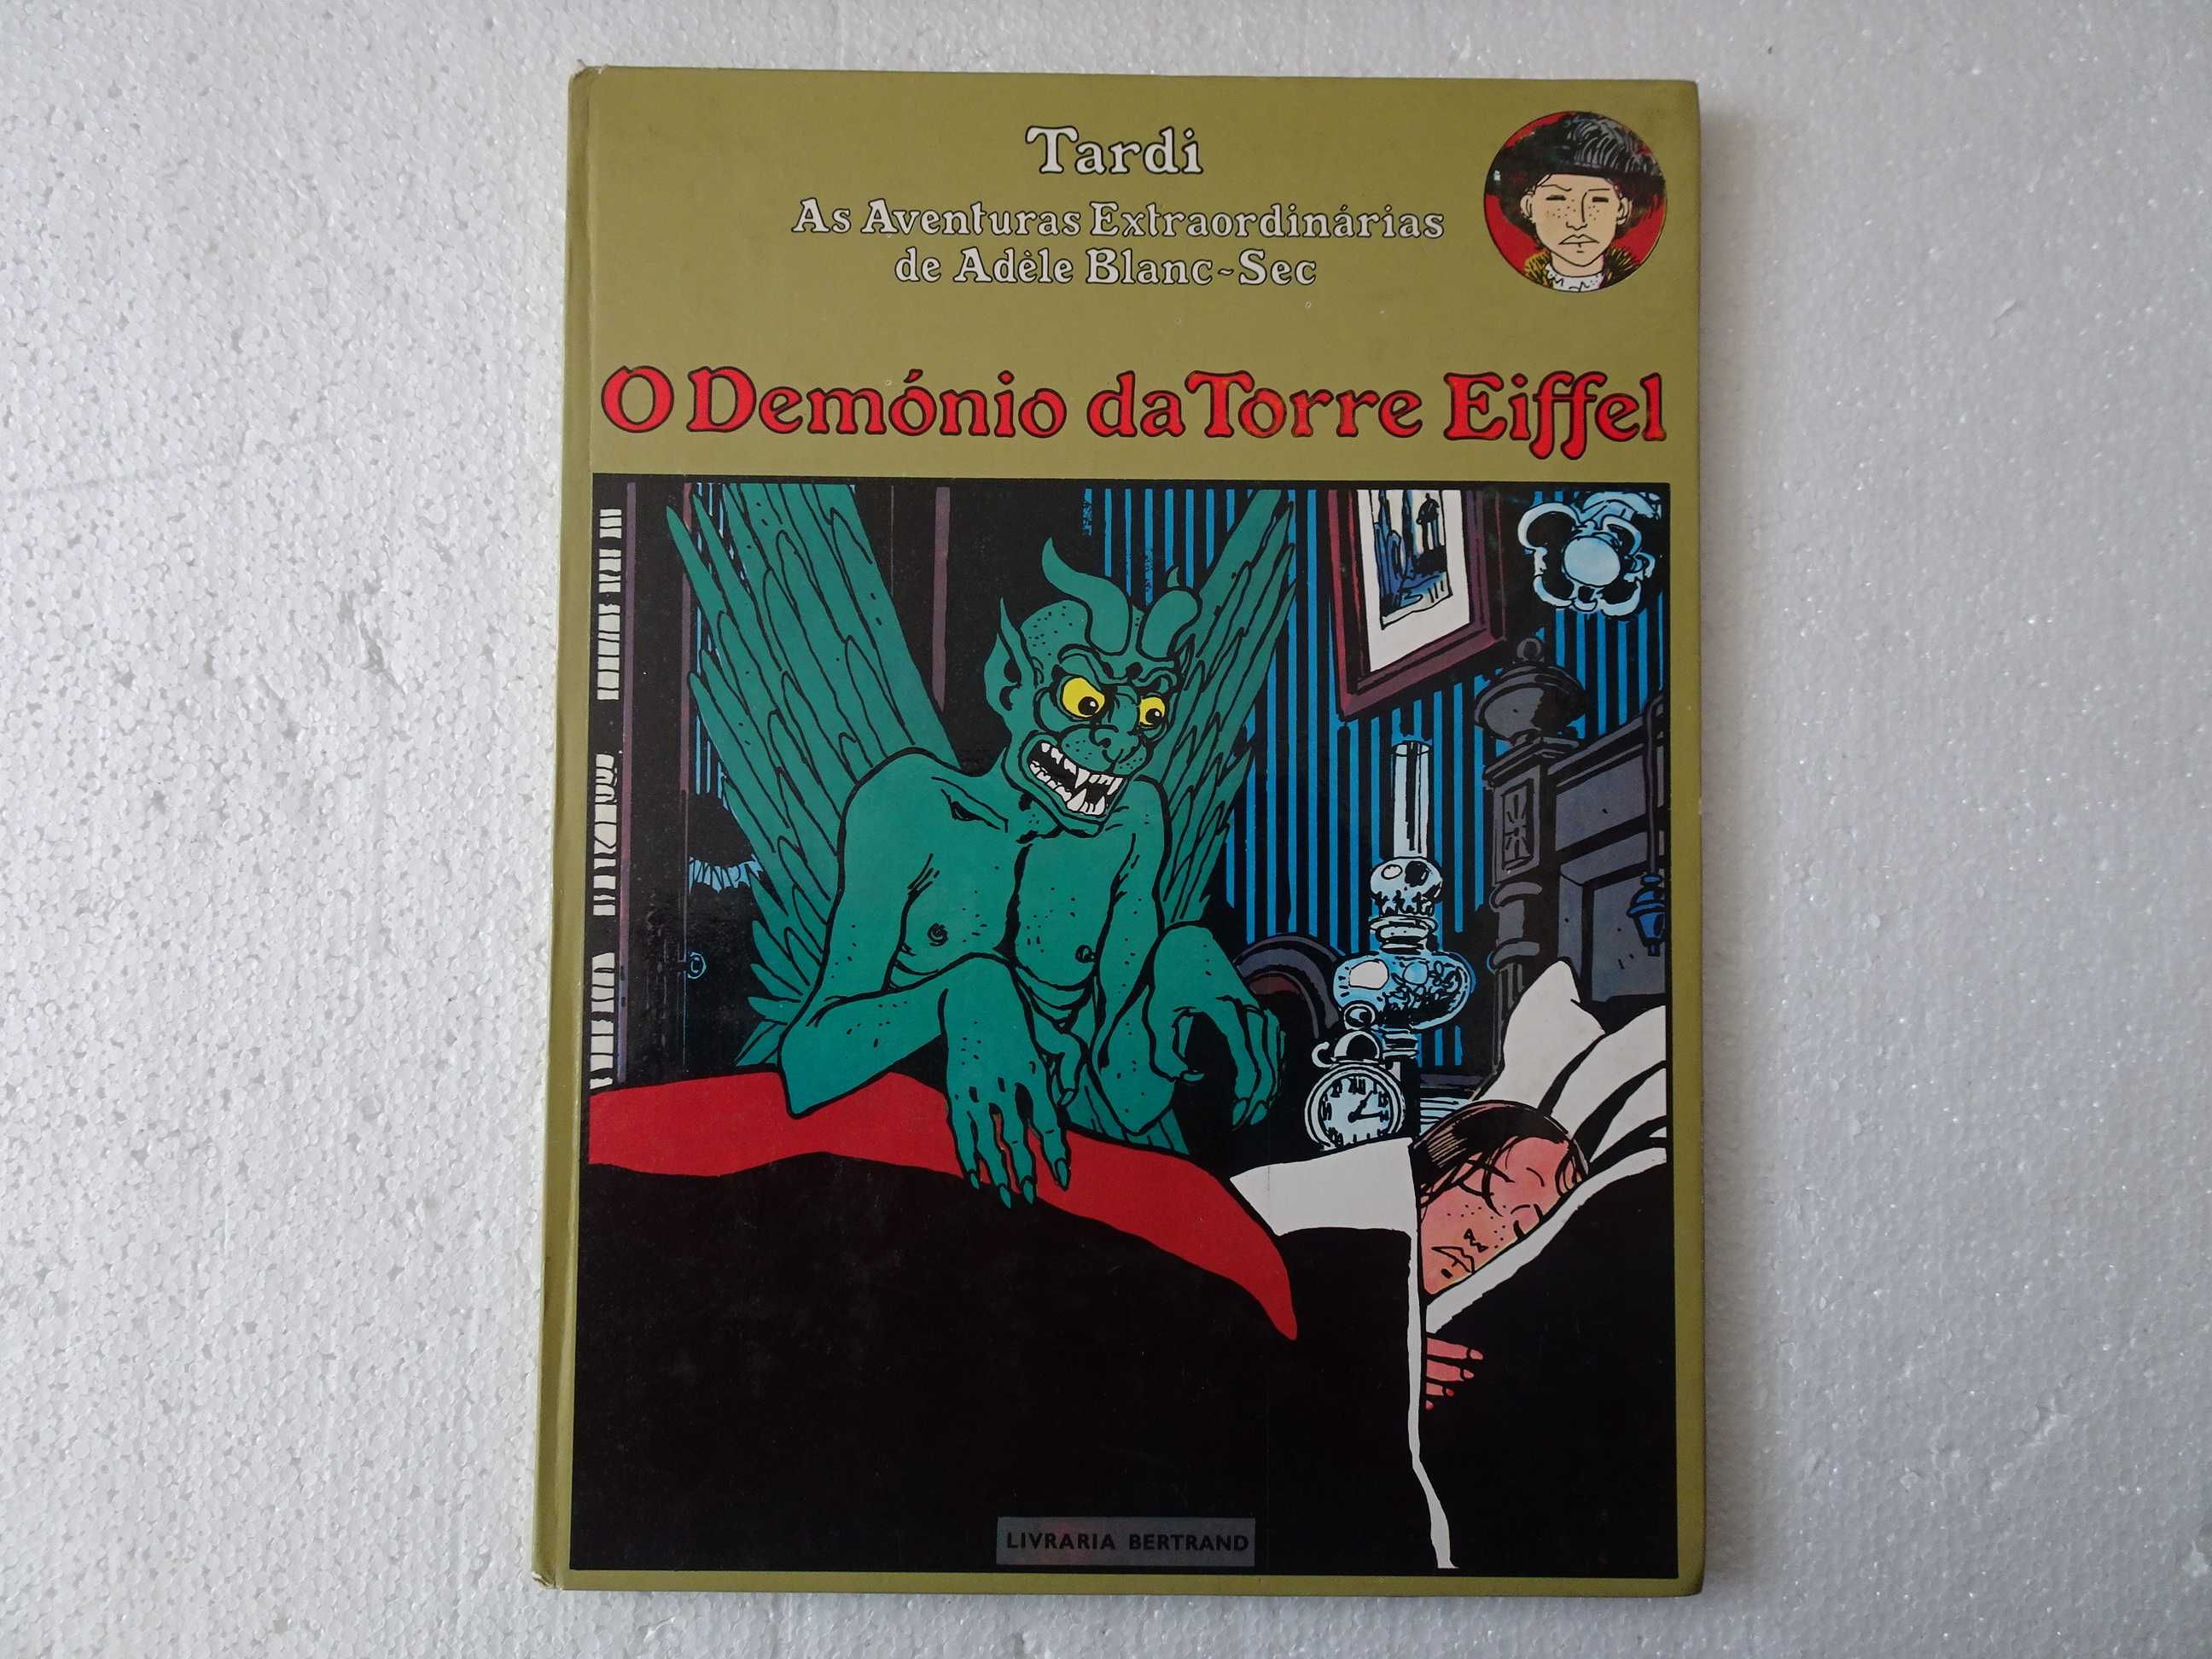 Tardi
As Aventuras Extraordinárias
de Adèle Blanc-Sec
O Demónio da Torre Eiffel
©
LIVRARIA BERTRAND